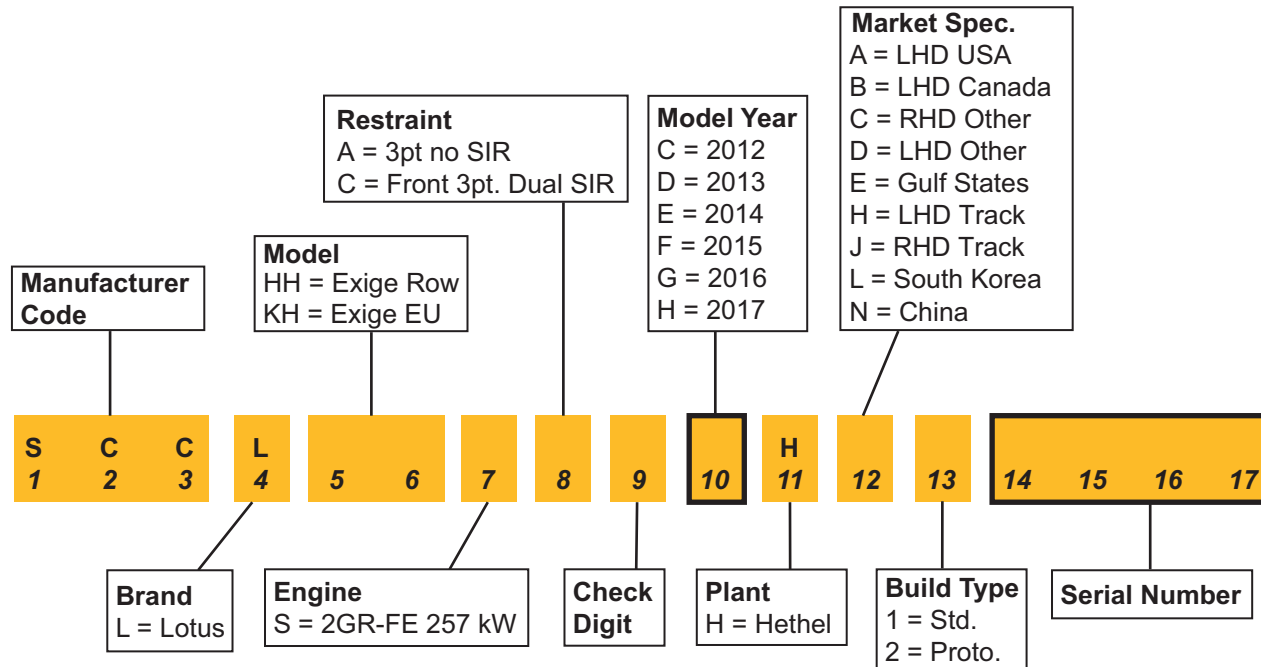 Market Spec.
A = LHD USA
B = LHD Canada
C = RHD Other
D = LHD Other
E = Gulf States
H = LHD Track
J = RHD Track
L = South Korea
N = China
Restraint
A = 3pt no SIR
C = Front 3pt. Dual SIR
Model Year
C = 2012
D = 2013
E = 2014
F = 2015
G = 2016
H = 2017
Model
HH = Exige Row
KH = Exige EU
Manufacturer
Code
S C C L H
1 2 3 4 5 6 7 8 9 10 11 12 13 14 15 16 17
Brand
L = Lotus
Engine
S = 2GR-FE 257 kW
Check
Digit
Plant
H = Hethel
Build Type
1 = Std.
2 = Proto.
Serial Number